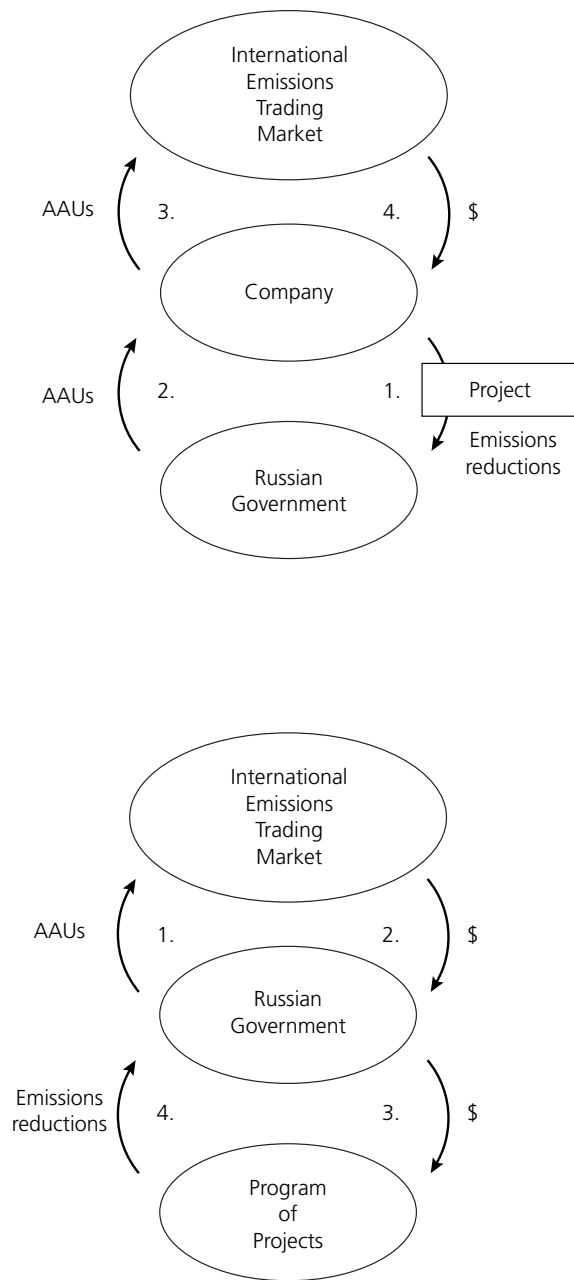 International
Emissions
Trading
Market
AAUs
3.
4.
$
Company
AAUs
2.
1.
Project
Emissions
reductions
Russian
Government
International
Emissions
Trading
Market
AAUs
1.
2.
$
Russian
Government
Emissions
reductions
4.
3.
$
Program
of
Projects